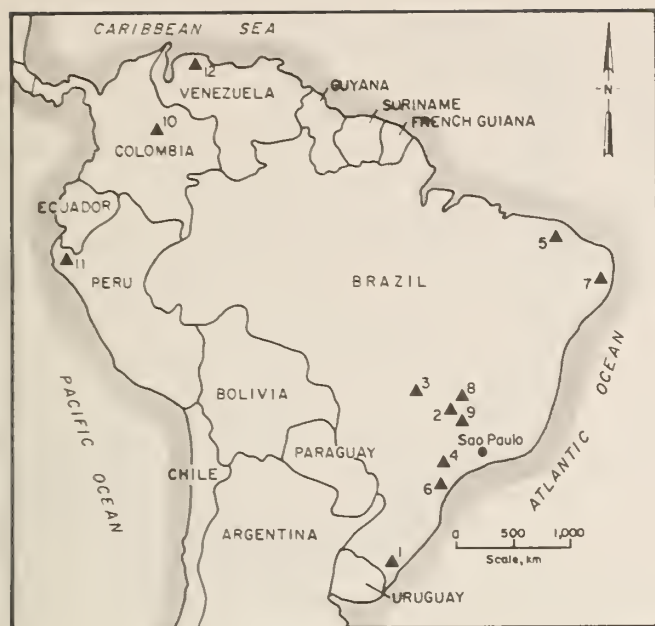 CARIBBEAN SEA
12
VENEZUELA
GUYANA
SURINAME
FRENCH GUIANA
N
10
COLOMBIA
ECUADOR
11
PERU
BRAZIL
5
7
BOLIVIA
3
8
2
9
Sao Paulo
PARAGUAY
4
6
CHILE
PACIFIC OCEAN
ATLANTIC OCEAN
ARGENTINA
1
0 500 1,000
Scale, km
URUGUAY